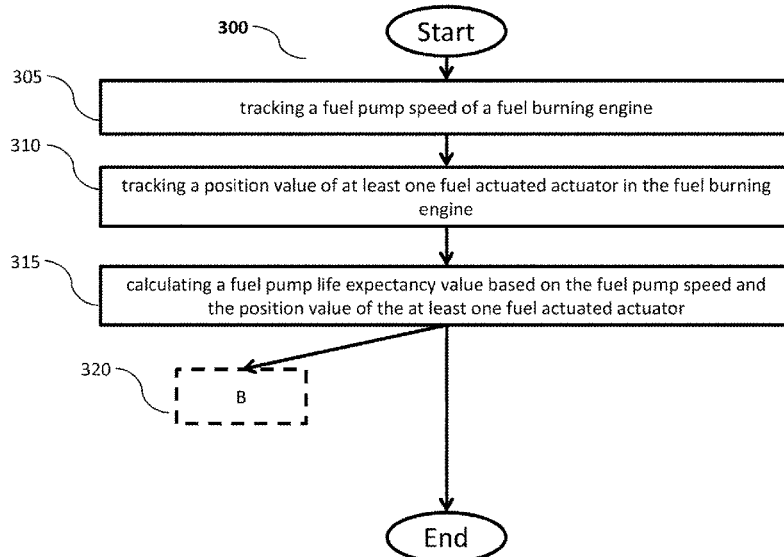 300
Start
305
tracking a fuel pump speed of a fuel burning engine
310
tracking a position value of at least one fuel actuated actuator in the fuel burning
engine
315
calculating a fuel pump life expectancy value based on the fuel pump speed and
the position value of the at least one fuel actuated actuator
320
B
End